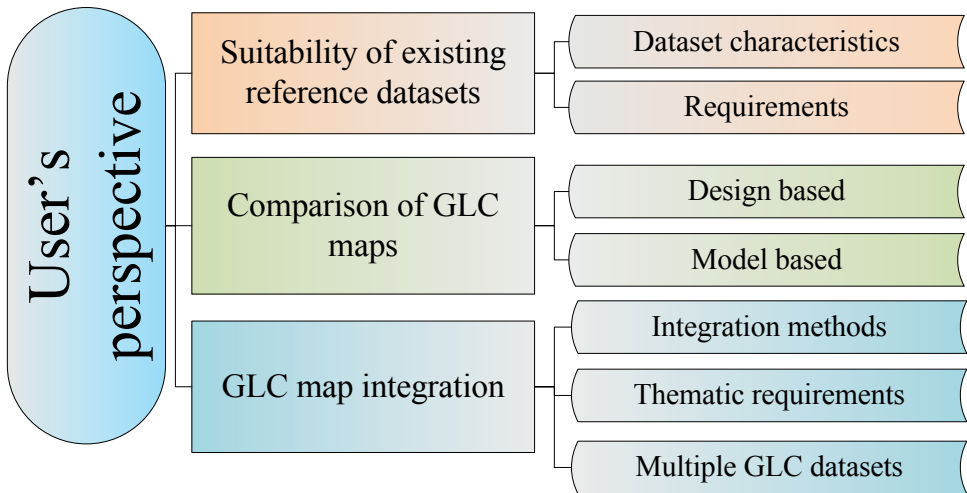 User's
perspective
Suitability of existing
reference datasets
Dataset characteristics
Requirements
Comparison of GLC
maps
Design based
Model based
GLC map integration
Integration methods
Thematic requirements
Multiple GLC datasets